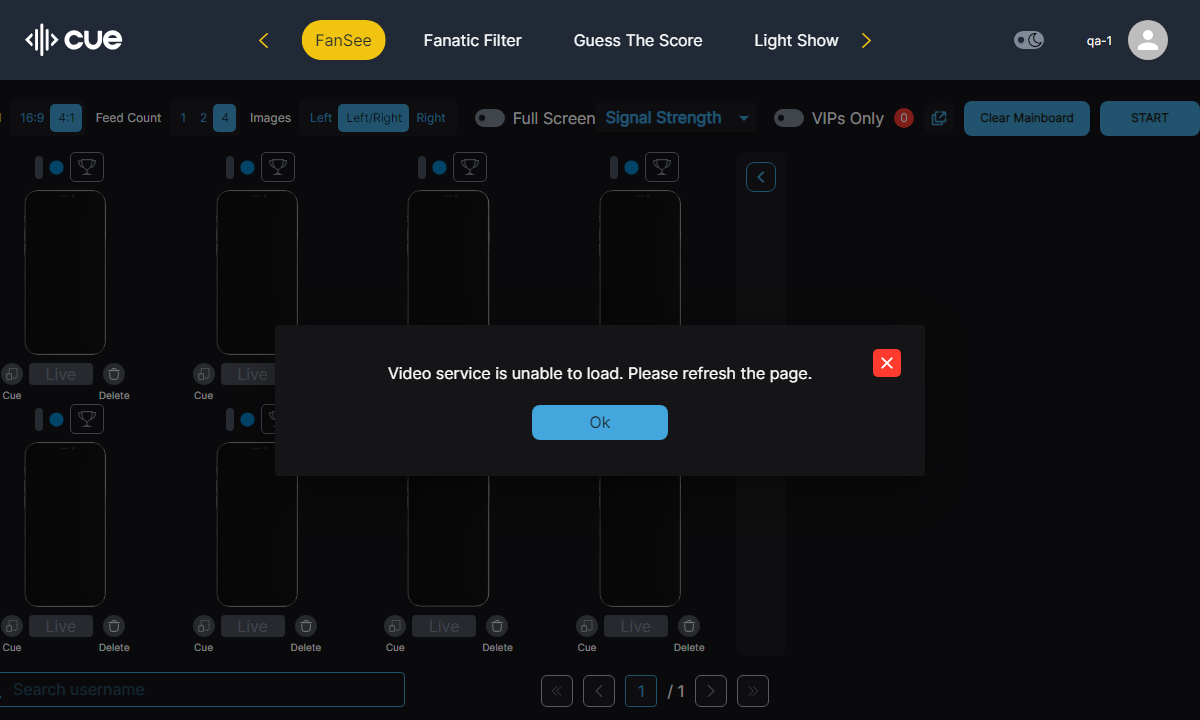 cue
FanSee
Fanatic Filter
Guess The Score
Light Show
qa-1
16:9
4:1
Feed Count
1
2
4
Images
Left
Left/Right
Right
Full Screen
Signal Strength
VIPs Only
0
Clear Mainboard
START
Live
Live
Cue
Delete
Cue
Video service is unable to load. Please refresh the page.
Ok
Live
Live
Live
Live
Cue
Delete
Cue
Delete
Cue
Delete
Cue
Delete
Search username
1
/ 1